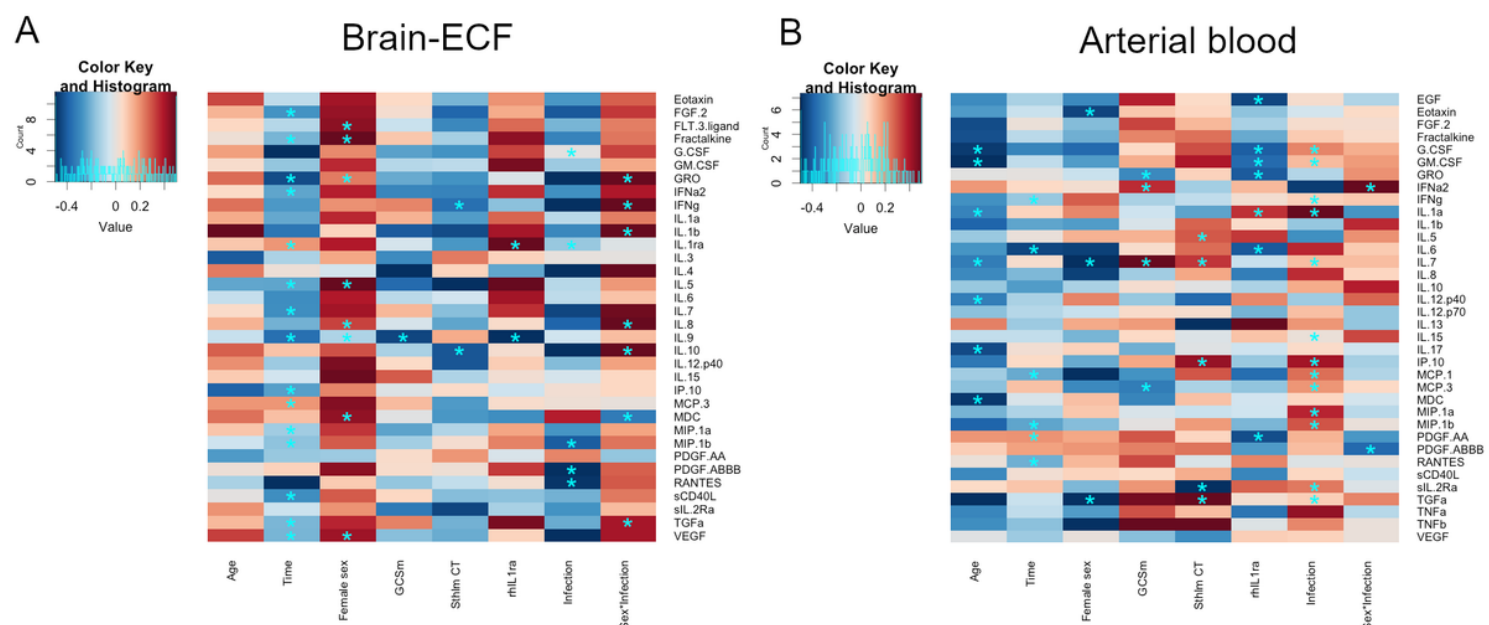 A
Brain-ECF
Color Key
and Histogram
Count
0 4 8
-0.4 0 0.2
Value
Eotaxin
FGF.2
FLT.3.ligand
Fractalkine
G.CSF
GM.CSF
GRO
IFNa2
IFNg
IL.1a
IL.1b
IL.1ra
IL.3
IL.4
IL.5
IL.6
IL.7
IL.8
IL.9
IL.10
IL.12.p40
IL.15
IP.10
MCP.3
MDC
MIP.1a
MIP.1b
PDGF.AA
PDGF.ABBB
RANTES
sCD40L
sIL.2Ra
TGFa
VEGF
Age
Time
Female sex
GCSm
Sthlm CT
rhIL1ra
Infection
Sex*Infection
B
Arterial blood
Color Key
and Histogram
Count
0 2 4 6
-0.4 0 0.2
Value
EGF
Eotaxin
FGF.2
Fractalkine
G.CSF
GM.CSF
GRO
IFNa2
IFNg
IL.1a
IL.1b
IL.5
IL.6
IL.7
IL.8
IL.10
IL.12.p40
IL.12.p70
IL.13
IL.15
IL.17
IP.10
MCP.1
MCP.3
MDC
MIP.1a
MIP.1b
PDGF.AA
PDGF.ABBB
RANTES
sCD40L
sIL.2Ra
TGFa
TNFa
TNFb
VEGF
Age
Time
Female sex
GCSm
Sthlm CT
rhIL1ra
Infection
Sex*Infection